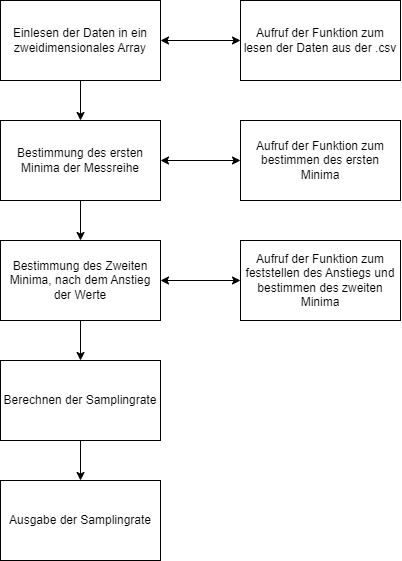 Einlesen der Daten in ein
zweidimensionales Array
Aufruf der Funktion zum
lesen der Daten aus der .csv
Bestimmung des ersten
Minima der Messreihe
Aufruf der Funktion zum
bestimmen des ersten
Minima
Bestimmung des Zweiten
Minima, nach dem Anstieg
der Werte
Aufruf der Funktion zum
feststellen des Anstiegs und
bestimmen des zweiten
Minima
Berechnen der Samplingrate
Ausgabe der Samplingrate